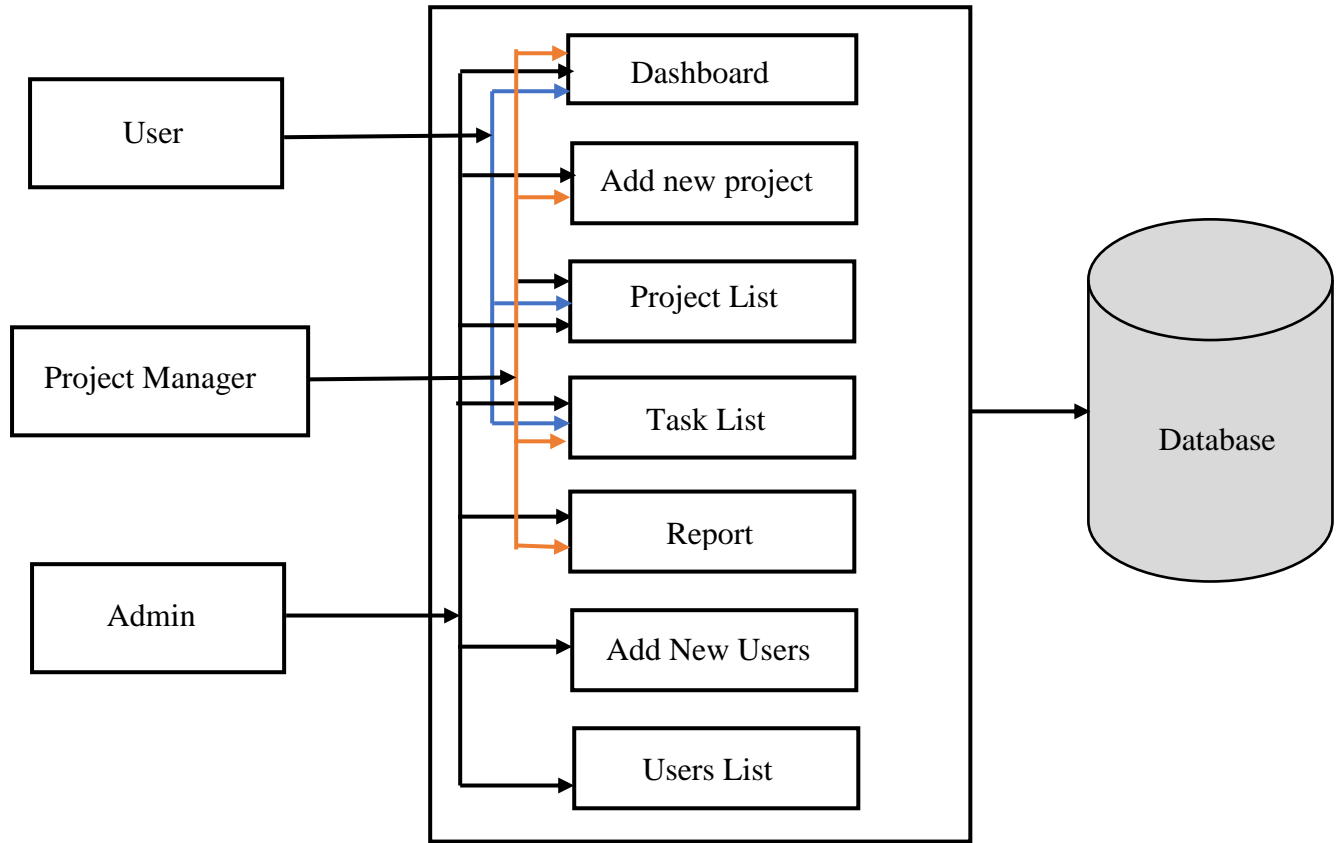 User
Project Manager
Admin
Dashboard
Add new project
Project List
Task List
Report
Add New Users
Users List
Database